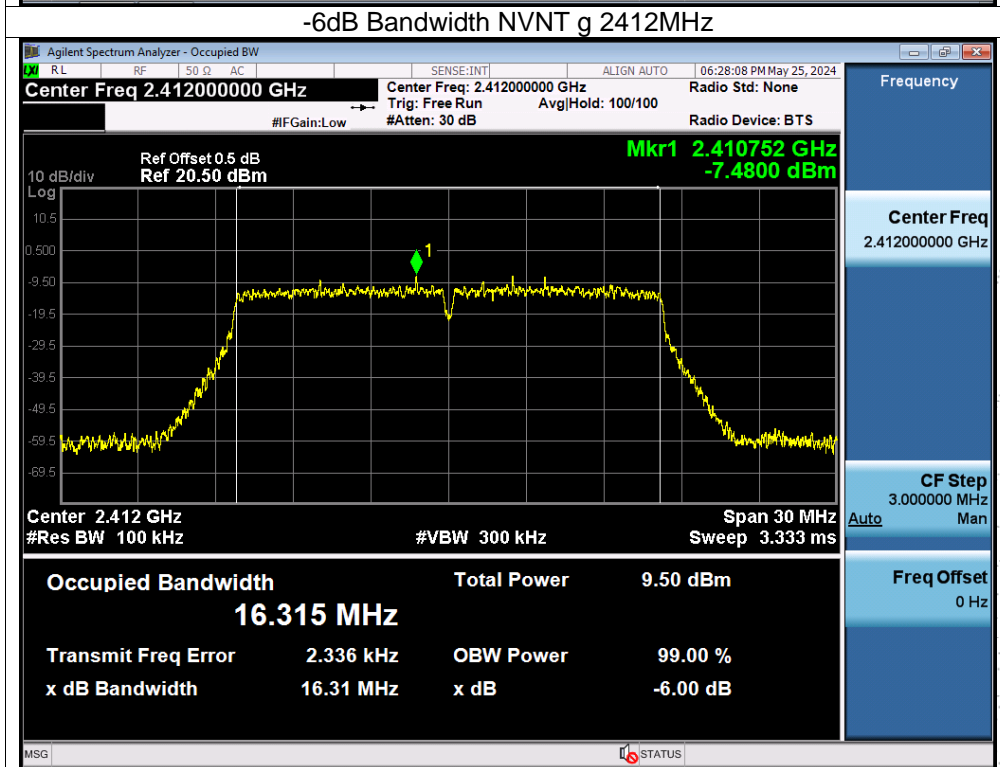 -6dB Bandwidth NVNT g 2412MHz
Agilent Spectrum Analyzer - Occupied BW
LXI RL RF 50 Ω AC SENSE:INT ALIGN AUTO 06:28:08 PM May 25, 2024
Center Freq 2.412000000 GHz
Center Freq: 2.412000000 GHz Radio Std: None
Trig: Free Run Avg|Hold: 100/100
#IFGain:Low #Atten: 30 dB Radio Device: BTS
Frequency
Mkr1 2.410752 GHz
-7.4800 dBm
Ref Offset 0.5 dB
10 dB/div Ref 20.50 dBm
Log
10.5
0.500
-9.50
-19.5
-29.5
-39.5
-49.5
-59.5
-69.5
1
Center 2.412 GHz Span 30 MHz
#Res BW 100 kHz #VBW 300 kHz Sweep 3.333 ms
Occupied Bandwidth Total Power 9.50 dBm
16.315 MHz
Transmit Freq Error 2.336 kHz OBW Power 99.00 %
x dB Bandwidth 16.31 MHz x dB -6.00 dB
Center Freq
2.412000000 GHz
CF Step
3.000000 MHz
Auto Man
Freq Offset
0 Hz
MSG STATUS